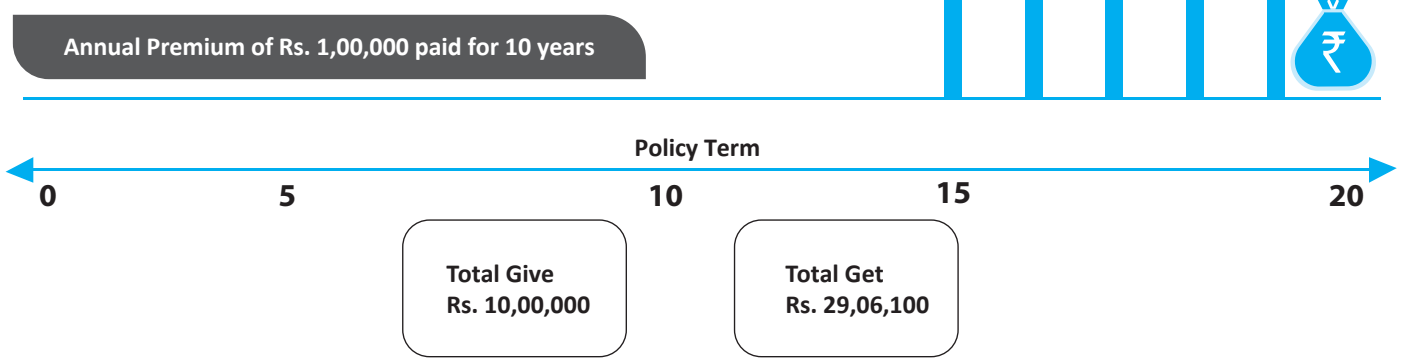 Annual Premium of Rs. 1,00,000 paid for 10 years
₹
Policy Term
0 5 10 15 20
Total Give
Rs. 10,00,000
Total Get
Rs. 29,06,100